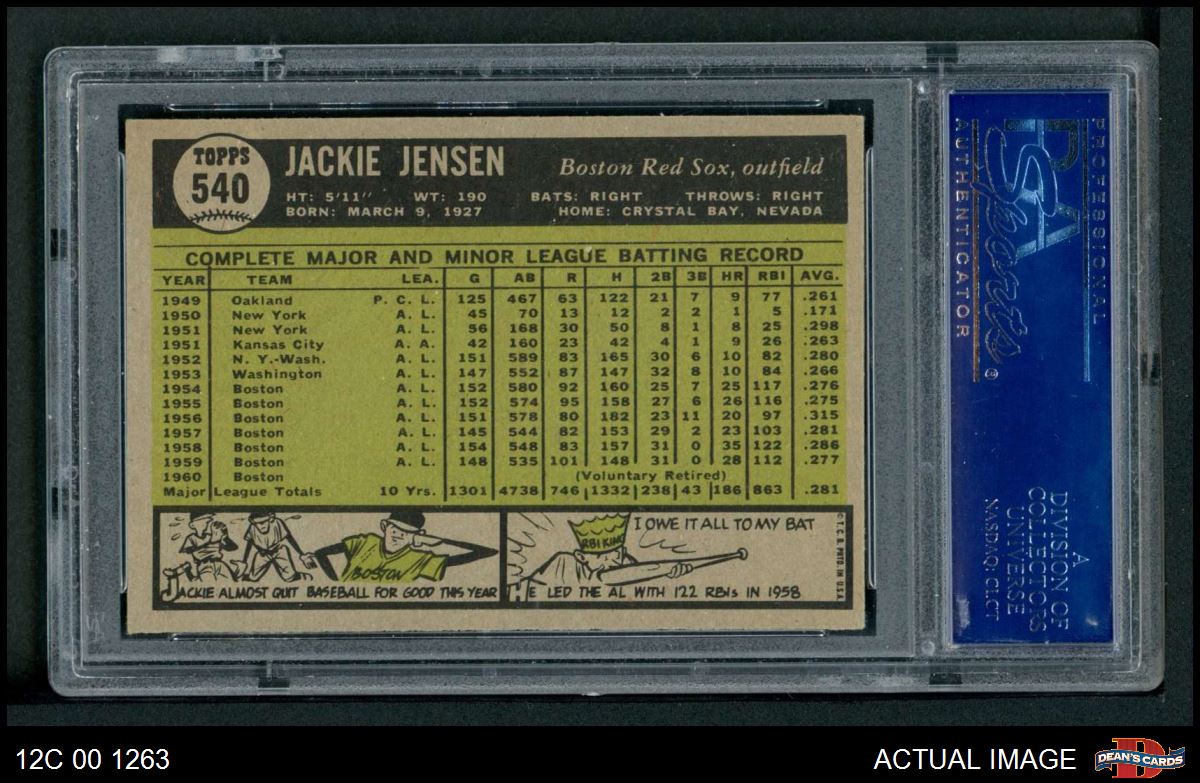 TOPPS
540
JACKIE JENSEN
Boston Red Sox, outfield
HT: 5'11" WT: 190 BATS: RIGHT THROWS: RIGHT
BORN: MARCH 9, 1927 HOME: CRYSTAL BAY, NEVADA
COMPLETE MAJOR AND MINOR LEAGUE BATTING RECORD
YEAR TEAM LEA. G AB R H 2B 3B HR RBI AVG.
1949 Oakland P. C. L. 125 467 63 122 21 7 9 77 .261
1950 New York A. L. 45 70 13 12 2 2 1 5 .171
1951 New York A. L. 56 168 30 50 8 1 8 25 .298
1951 Kansas City A. A. 42 160 23 42 4 1 9 26 .263
1952 N. Y.-Wash. A. L. 151 589 83 165 30 6 10 82 .280
1953 Washington A. L. 147 552 87 147 32 8 10 84 .266
1954 Boston A. L. 152 580 92 160 25 7 25 117 .276
1955 Boston A. L. 152 574 95 158 27 6 26 116 .275
1956 Boston A. L. 151 578 80 182 23 11 20 97 .315
1957 Boston A. L. 145 544 82 153 29 2 23 103 .281
1958 Boston A. L. 154 548 83 157 31 0 35 122 .286
1959 Boston A. L. 148 535 101 148 31 0 28 112 .277
1960 Boston (Voluntary Retired)
Major League Totals 10 Yrs. 1301 4738 746 1332 238 43 186 863 .281
BOSTON
JACKIE ALMOST QUIT BASEBALL FOR GOOD THIS YEAR
I OWE IT ALL TO MY BAT
RBI KING
HE LED THE AL WITH 122 RBIs IN 1958
© T. C. G. PRTD. IN U.S.A.
PROFESSIONAL
PSA
Sports
®
AUTHENTICATOR
A
DIVISION OF
COLLECTORS
UNIVERSE
NASDAQ: CLCT
12C 00 1263
ACTUAL IMAGE
D
DEAN'S CARDS